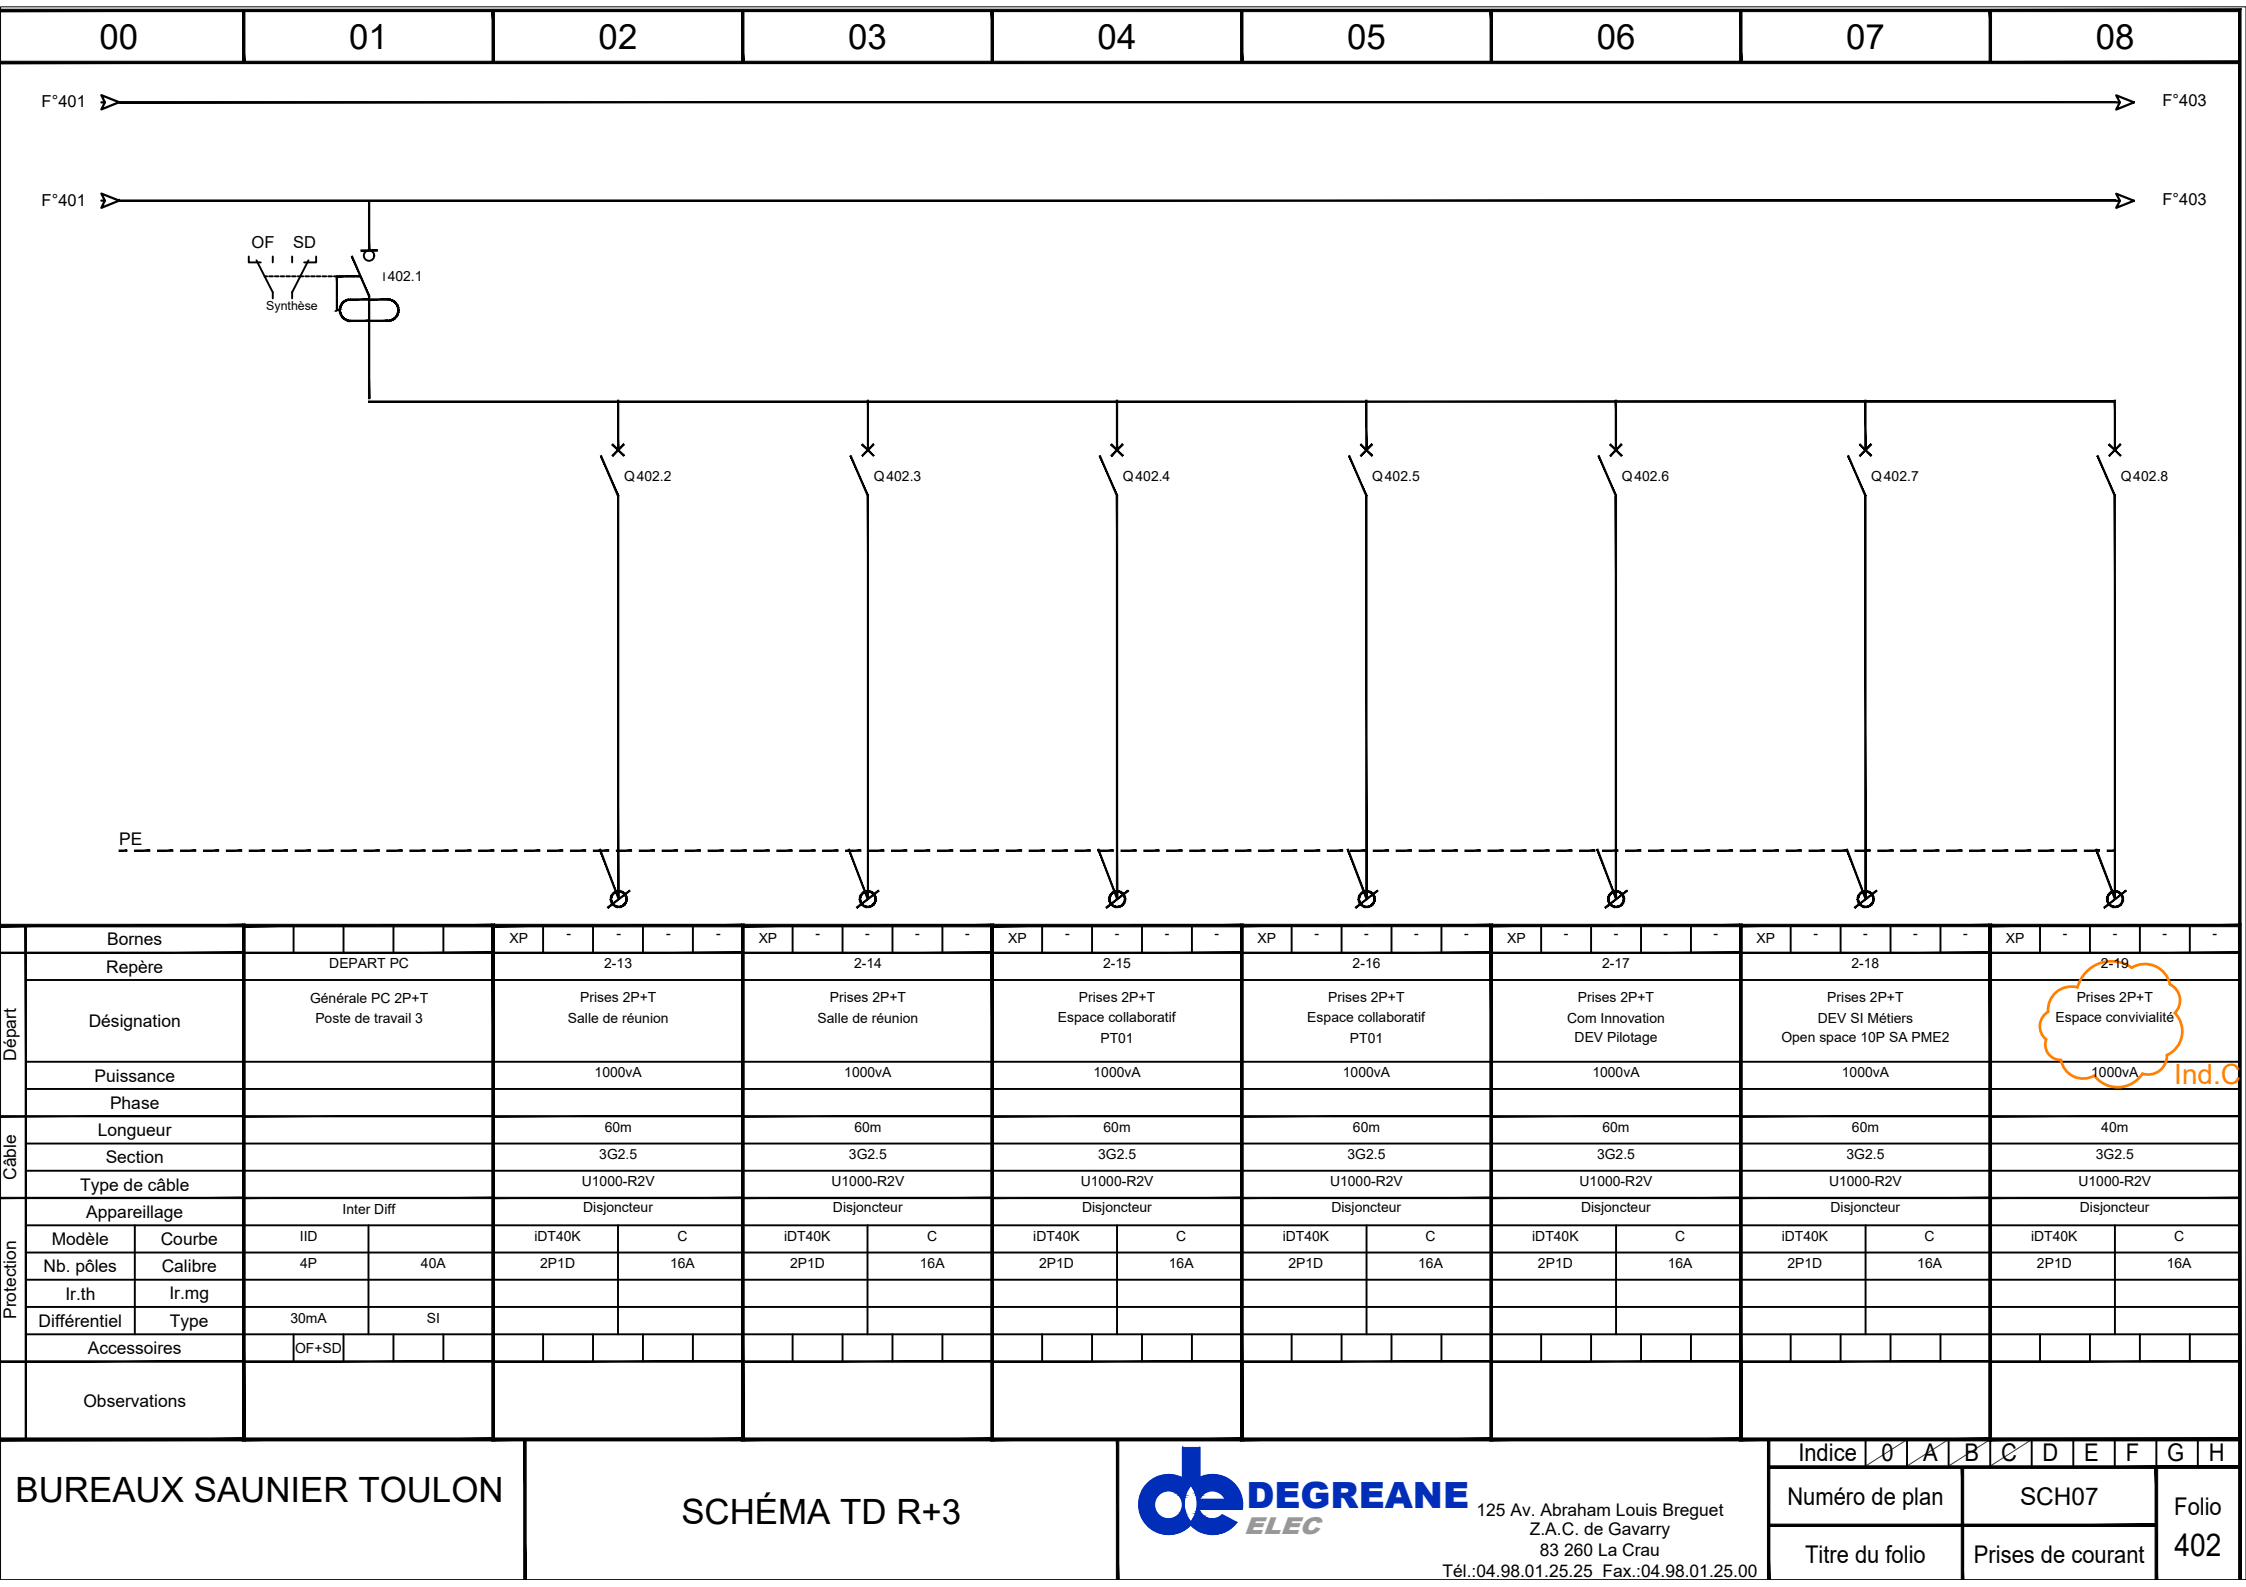 00 01 02 03 04 05 06 07 08
F°401 F°403
F°401 F°403
OF SD
I402.1
Synthèse
Q402.2 Q402.3 Q402.4 Q402.5 Q402.6 Q402.7 Q402.8
PE
Bornes XP - - - - XP - - - - XP - - - - XP - - - - XP - - - - XP - - - - XP - - - -
Départ
Repère DEPART PC 2-13 2-14 2-15 2-16 2-17 2-18 2-19
Désignation
Générale PC 2P+T Prises 2P+T Prises 2P+T Prises 2P+T Prises 2P+T Prises 2P+T Prises 2P+T Prises 2P+T
Poste de travail 3 Salle de réunion Salle de réunion Espace collaboratif Espace collaboratif Com Innovation DEV SI Métiers Espace convivialité
PT01 PT01 DEV Pilotage Open space 10P SA PME2
Puissance 1000vA 1000vA 1000vA 1000vA 1000vA 1000vA 1000vA Ind.C
Phase
Câble
Longueur 60m 60m 60m 60m 60m 60m 40m
Section 3G2.5 3G2.5 3G2.5 3G2.5 3G2.5 3G2.5 3G2.5
Type de câble U1000-R2V U1000-R2V U1000-R2V U1000-R2V U1000-R2V U1000-R2V U1000-R2V
Protection
Appareillage Inter Diff Disjoncteur Disjoncteur Disjoncteur Disjoncteur Disjoncteur Disjoncteur Disjoncteur
Modèle Courbe IID iDT40K C iDT40K C iDT40K C iDT40K C iDT40K C iDT40K C iDT40K C
Nb. pôles Calibre 4P 40A 2P1D 16A 2P1D 16A 2P1D 16A 2P1D 16A 2P1D 16A 2P1D 16A 2P1D 16A
Ir.th Ir.mg
Différentiel Type 30mA SI
Accessoires OF+SD
Observations
BUREAUX SAUNIER TOULON
SCHÉMA TD R+3
de DEGREANE
ELEC
125 Av. Abraham Louis Breguet
Z.A.C. de Gavarry
83 260 La Crau
Tél.:04.98.01.25.25 Fax.:04.98.01.25.00
Indice 0 A B C D E F G H
Numéro de plan SCH07
Folio
402
Titre du folio Prises de courant